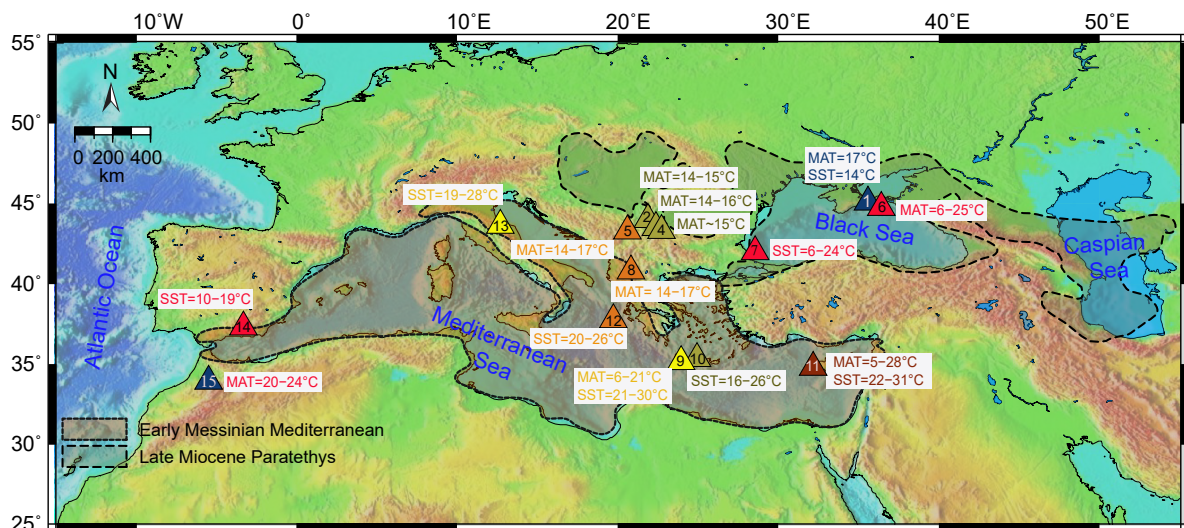 10°W 0° 10°E 20°E 30°E 40°E 50°E
55°
50°
45°
40°
35°
30°
25°
N
0 200 400
km
Atlantic Ocean
Mediterranean
Sea
Black Sea
Caspian
Sea
MAT=17°C
SST=14°C
1
6
MAT=6−25°C
7
SST=6−24°C
MAT=14−15°C
MAT=14−16°C
MAT~15°C
2
4
5
MAT=14−17°C
8
MAT= 14−17°C
SST=19−28°C
13
SST=10−19°C
14
15
MAT=20−24°C
12
SST=20−26°C
9
10
MAT=6−21°C
SST=21−30°C
SST=16−26°C
11
MAT=5−28°C
SST=22−31°C
Early Messinian Mediterranean
Late Miocene Paratethys